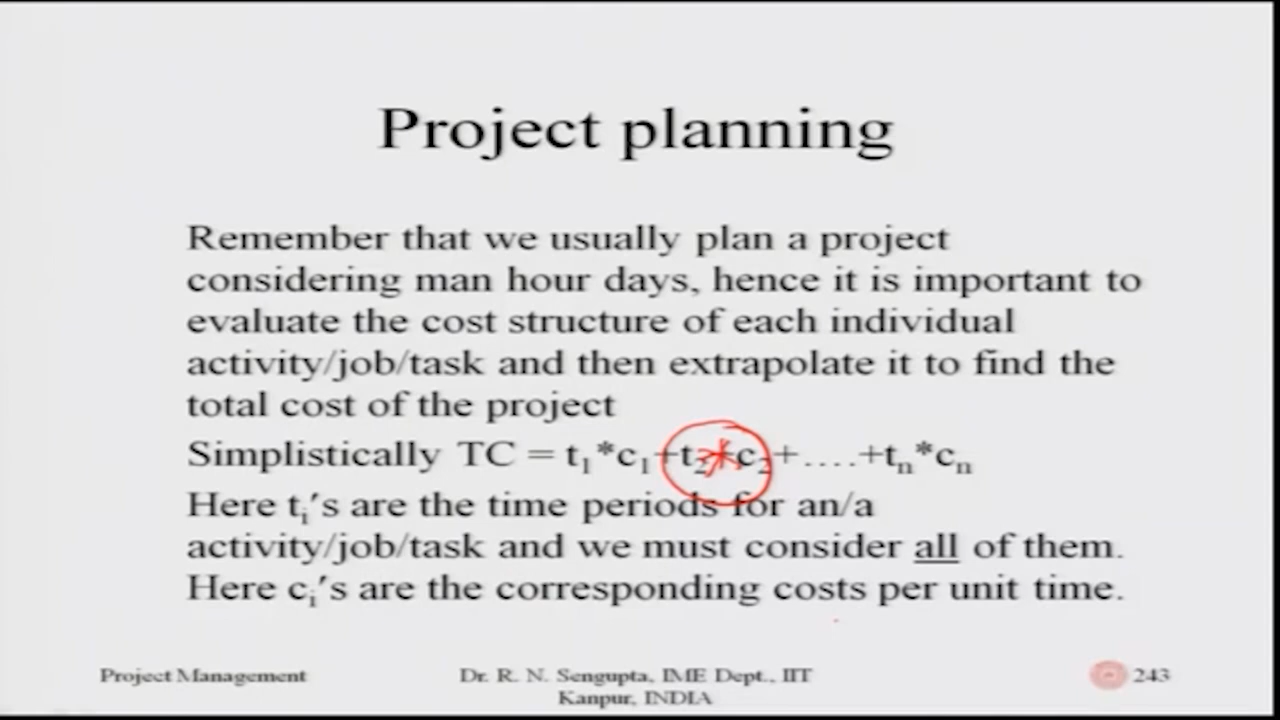 Project planning
Remember that we usually plan a project
considering man hour days, hence it is important to
evaluate the cost structure of each individual
activity/job/task and then extrapolate it to find the
total cost of the project
Simplistically TC = t₁*c₁+t₂*c₂+….+tₙ*cₙ
Here tᵢ′s are the time periods for an/a
activity/job/task and we must consider all of them.
Here cᵢ′s are the corresponding costs per unit time.
Project Management
Dr. R. N. Sengupta, IME Dept., IIT
Kanpur, INDIA
243